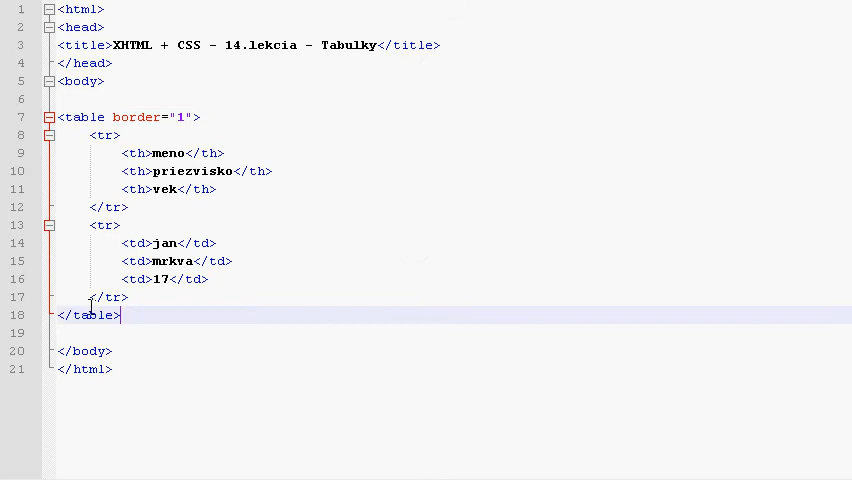 1 <html>
2 <head>
3 <title>XHTML + CSS - 14.lekcia - Tabulky</title>
4 </head>
5 <body>
6
7 <table border="1">
8 <tr>
9 <th>meno</th>
10 <th>priezvisko</th>
11 <th>vek</th>
12 </tr>
13 <tr>
14 <td>jan</td>
15 <td>mrkva</td>
16 <td>17</td>
17 </tr>
18 </table>
19
20 </body>
21 </html>